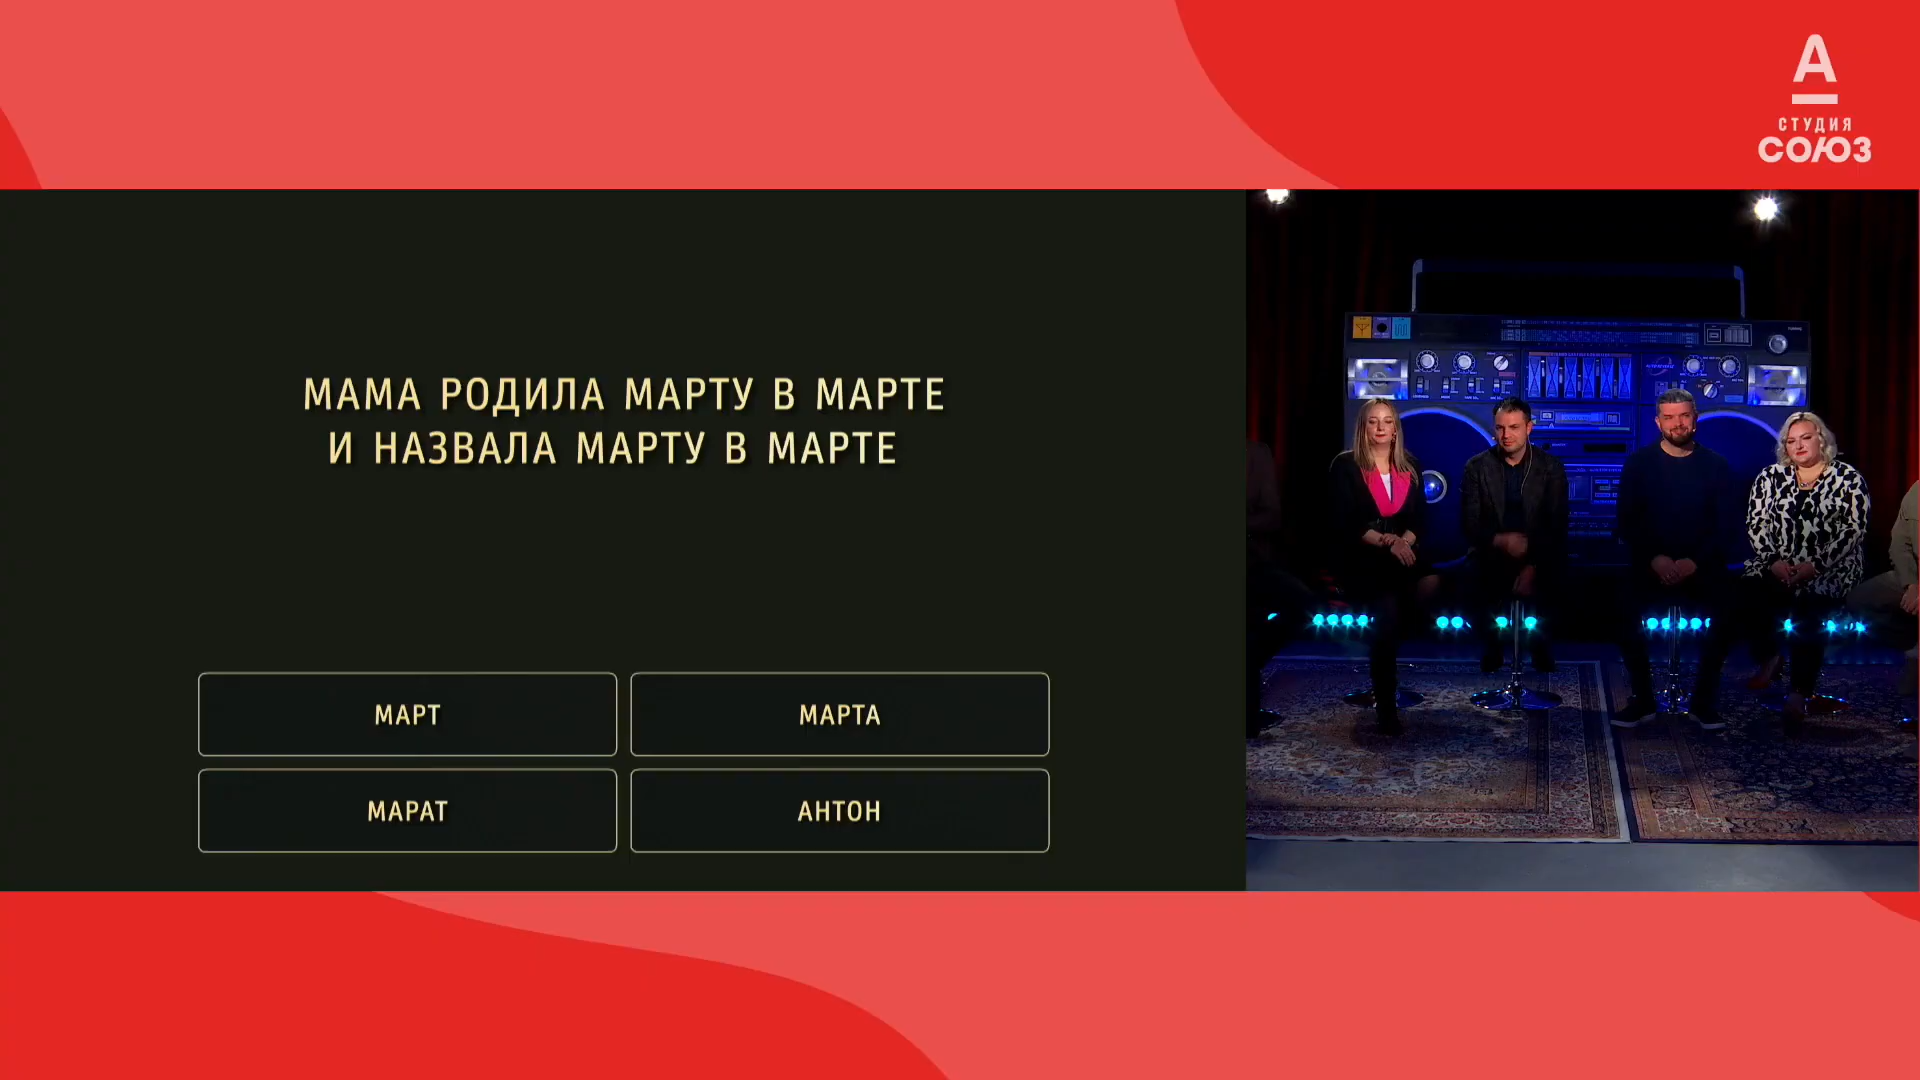 А
СТУДИЯ
СОЮЗ
МАМА РОДИЛА МАРТУ В МАРТЕ
И НАЗВАЛА МАРТУ В МАРТЕ
МАРТ
МАРТА
МАРАТ
АНТОН